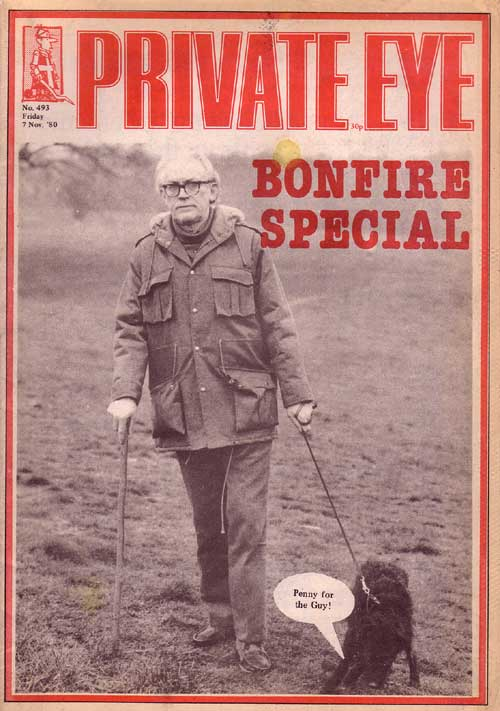 PRIVATE EYE
No. 493
Friday
7 Nov. '80
30p
BONFIRE
SPECIAL
Penny for
the Guy!